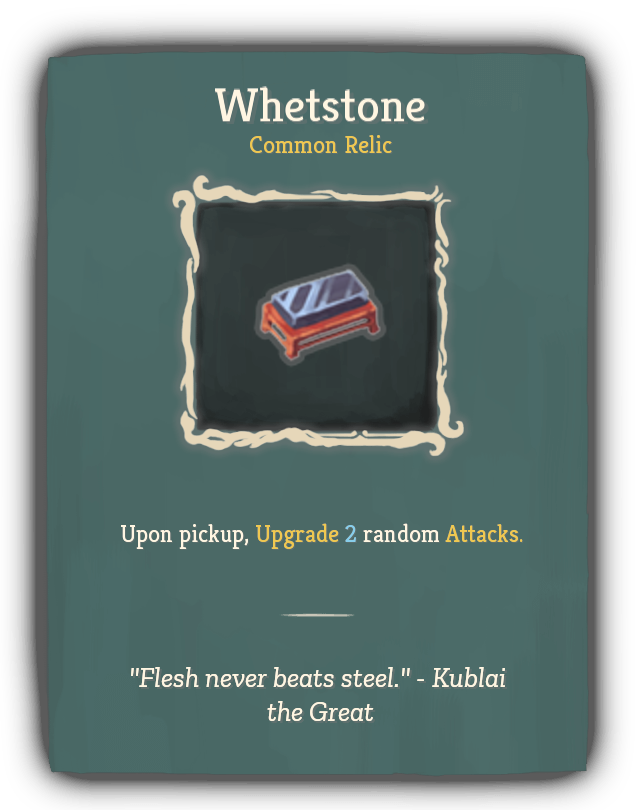 Whetstone
Common Relic
Upon pickup, Upgrade 2 random Attacks.
"Flesh never beats steel." - Kublai
the Great